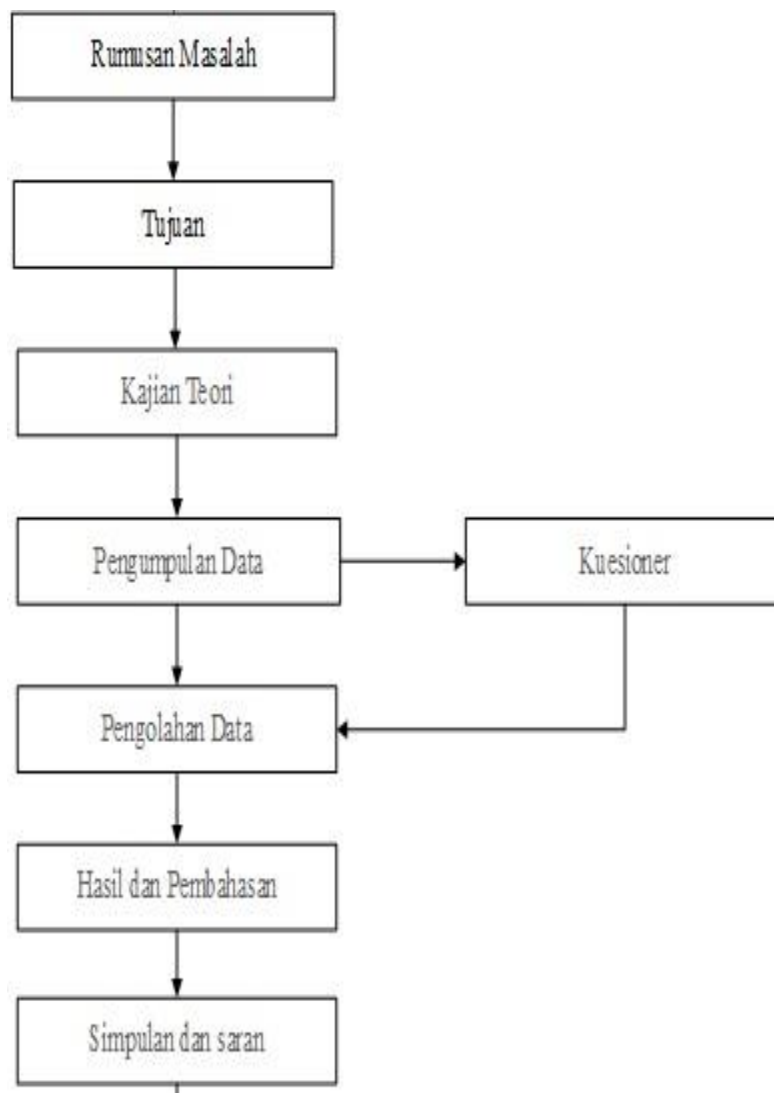 Rumusan Masalah
Tujuan
Kajian Teori
Pengumpulan Data
Kuesioner
Pengolahan Data
Hasil dan Pembahasan
Simpulan dan saran